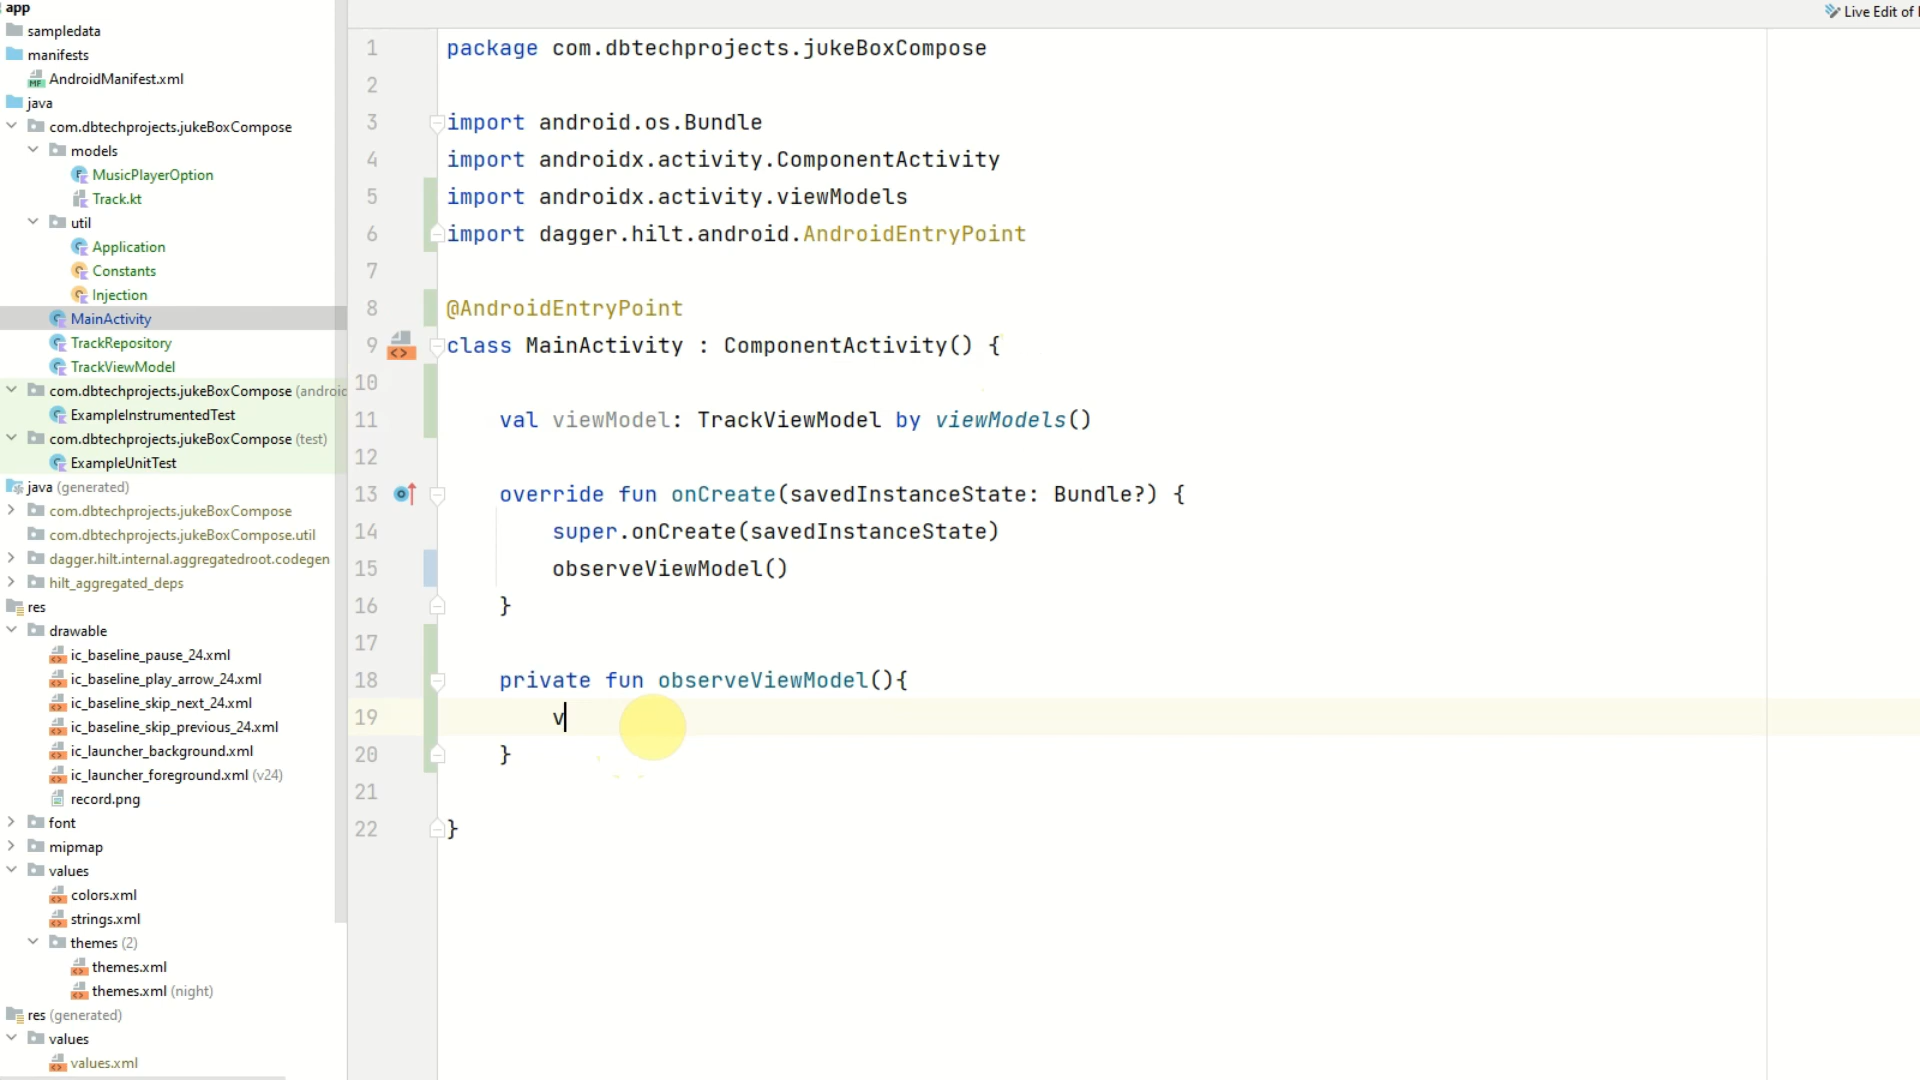 app
sampledata
manifests
AndroidManifest.xml
java
com.dbtechprojects.jukeBoxCompose
models
MusicPlayerOption
Track.kt
util
Application
Constants
Injection
MainActivity
TrackRepository
TrackViewModel
com.dbtechprojects.jukeBoxCompose (androi
ExampleInstrumentedTest
com.dbtechprojects.jukeBoxCompose (test)
ExampleUnitTest
java (generated)
com.dbtechprojects.jukeBoxCompose
com.dbtechprojects.jukeBoxCompose.util
dagger.hilt.internal.aggregatedroot.codegen
hilt_aggregated_deps
res
drawable
ic_baseline_pause_24.xml
ic_baseline_play_arrow_24.xml
ic_baseline_skip_next_24.xml
ic_baseline_skip_previous_24.xml
ic_launcher_background.xml
ic_launcher_foreground.xml (v24)
record.png
font
mipmap
values
colors.xml
strings.xml
themes (2)
themes.xml
themes.xml (night)
res (generated)
values
values.xml
Live Edit of
1 package com.dbtechprojects.jukeBoxCompose
2
3 import android.os.Bundle
4 import androidx.activity.ComponentActivity
5 import androidx.activity.viewModels
6 import dagger.hilt.android.AndroidEntryPoint
7
8 @AndroidEntryPoint
9 class MainActivity : ComponentActivity() {
10
11 val viewModel: TrackViewModel by viewModels()
12
13 override fun onCreate(savedInstanceState: Bundle?) {
14 super.onCreate(savedInstanceState)
15 observeViewModel()
16 }
17
18 private fun observeViewModel(){
19 v
20 }
21
22 }